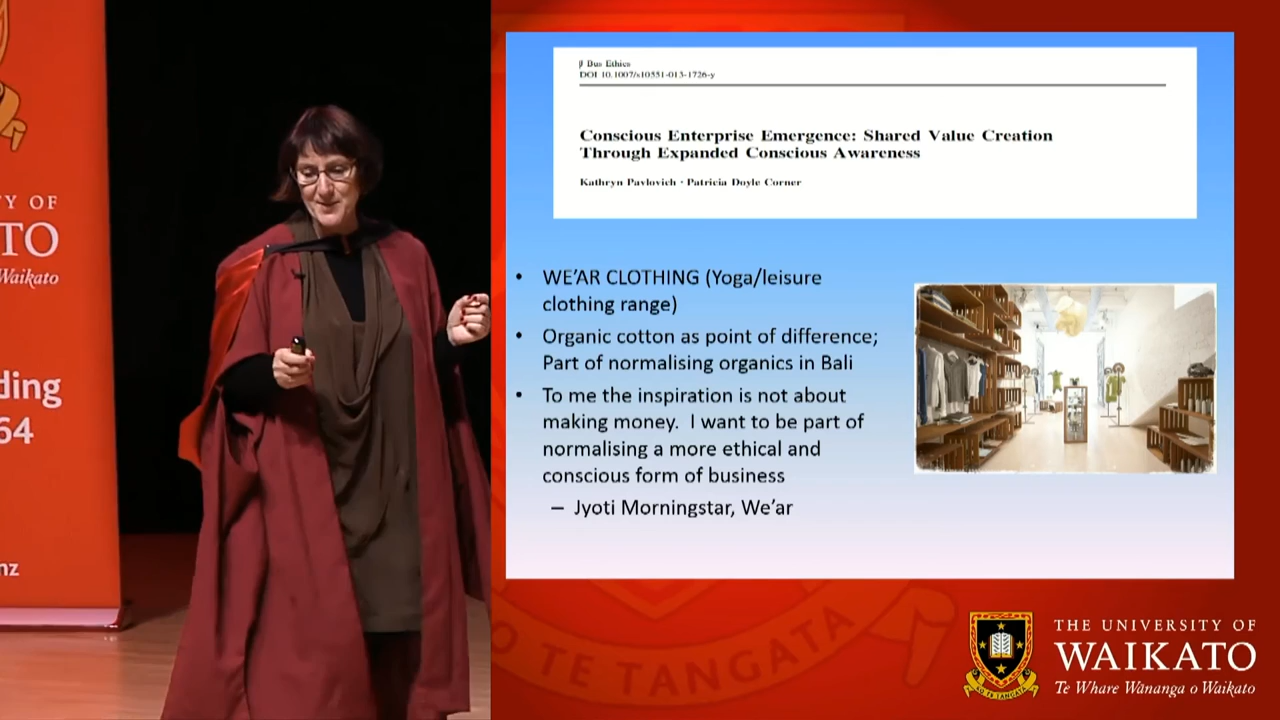 Y OF
TO
Waikato
ding
64
nz
J Bus Ethics
DOI 10.1007/s10551-013-1726-y
Conscious Enterprise Emergence: Shared Value Creation
Through Expanded Conscious Awareness
Kathryn Pavlovich · Patricia Doyle Corner
• WE'AR CLOTHING (Yoga/leisure
clothing range)
• Organic cotton as point of difference;
Part of normalising organics in Bali
• To me the inspiration is not about
making money. I want to be part of
normalising a more ethical and
conscious form of business
– Jyoti Morningstar, We'ar
O TE TANGATA
KO TE TANGATA
THE UNIVERSITY OF
WAIKATO
Te Whare Wānanga o Waikato